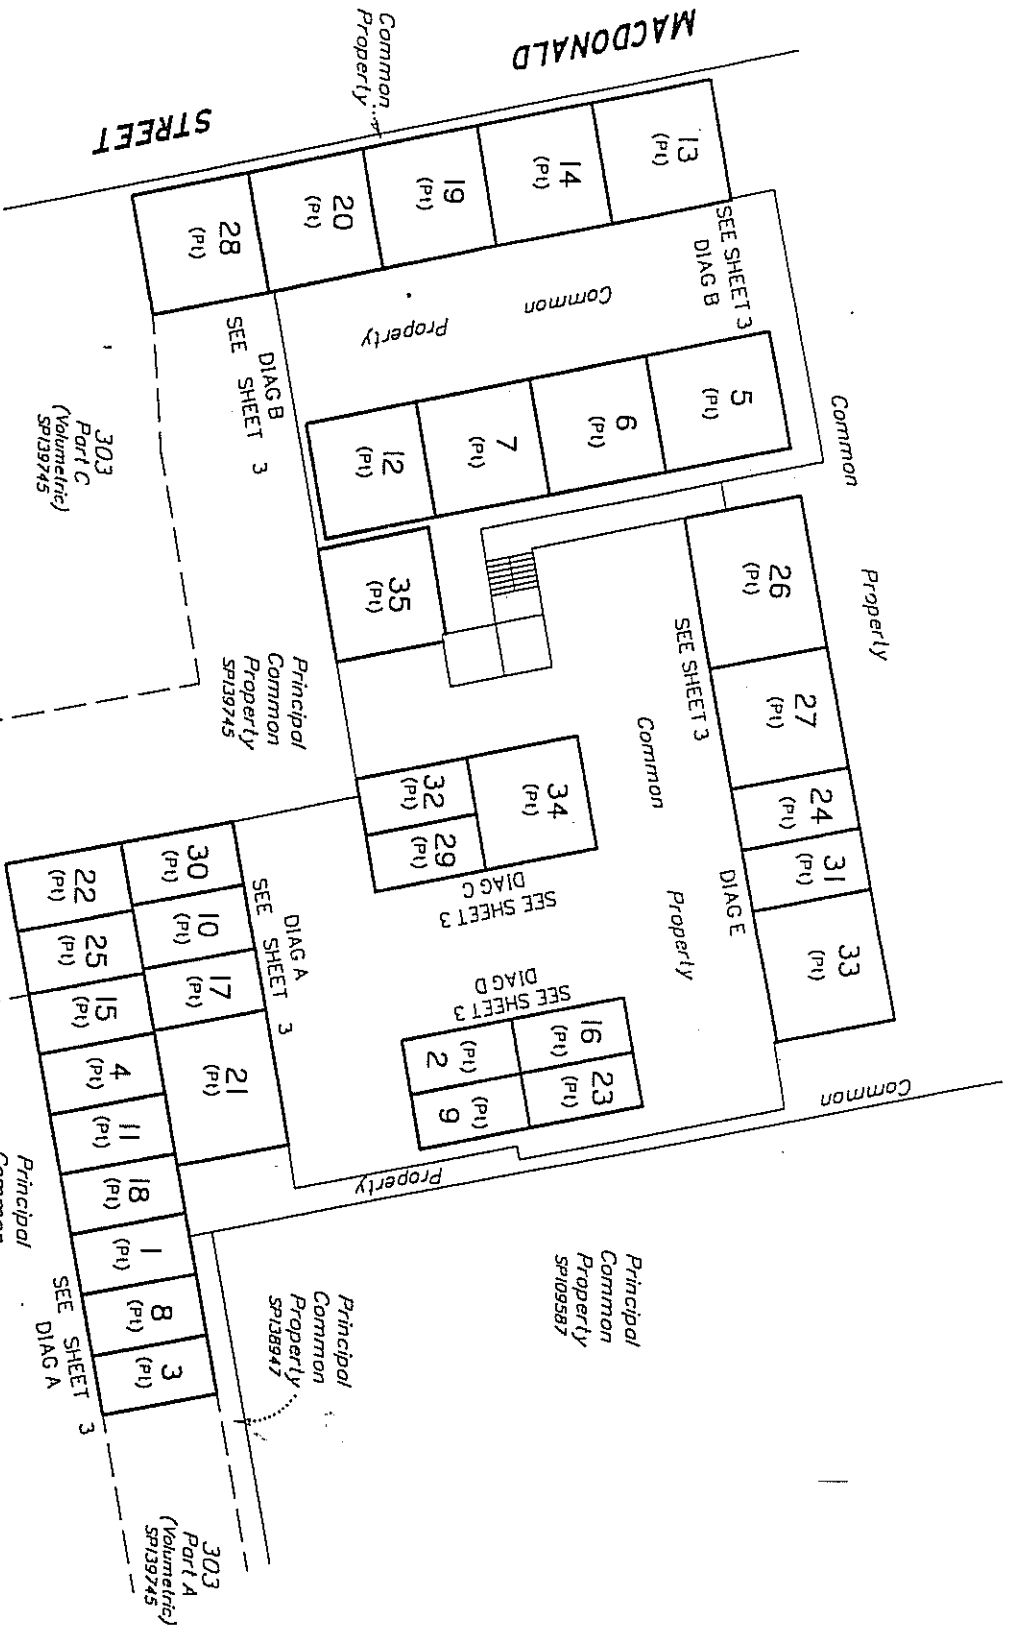 MACDONALD
STREET
Common
Property
13
(Pt)
14
(Pt)
19
(Pt)
20
(Pt)
28
(Pt)
SEE SHEET 3
DIAG B
Common
Property
DIAG B
SEE SHEET 3
5
(Pt)
6
(Pt)
7
(Pt)
12
(Pt)
Common
Property
303
Part C
(Volumetric)
SP139745
35
(Pt)
26
(Pt)
27
(Pt)
24
(Pt)
31
(Pt)
33
(Pt)
SEE SHEET 3
DIAG E
Principal
Common
Property
SP139745
Common
Property
34
(Pt)
32
(Pt)
29
(Pt)
SEE SHEET 3
DIAG C
SEE SHEET 3
DIAG D
16
(Pt)
23
(Pt)
(Pt)
2
(Pt)
9
DIAG A
SEE SHEET 3
30
(Pt)
10
(Pt)
17
(Pt)
21
(Pt)
22
(Pt)
25
(Pt)
15
(Pt)
4
(Pt)
11
(Pt)
18
(Pt)
1
(Pt)
8
(Pt)
3
(Pt)
Common
Property
Principal
Common
Property
SP109587
Principal
Common
Property
SP138947
Principal
Common
SEE SHEET 3
DIAG A
303
Part A
(Volumetric)
SP139745